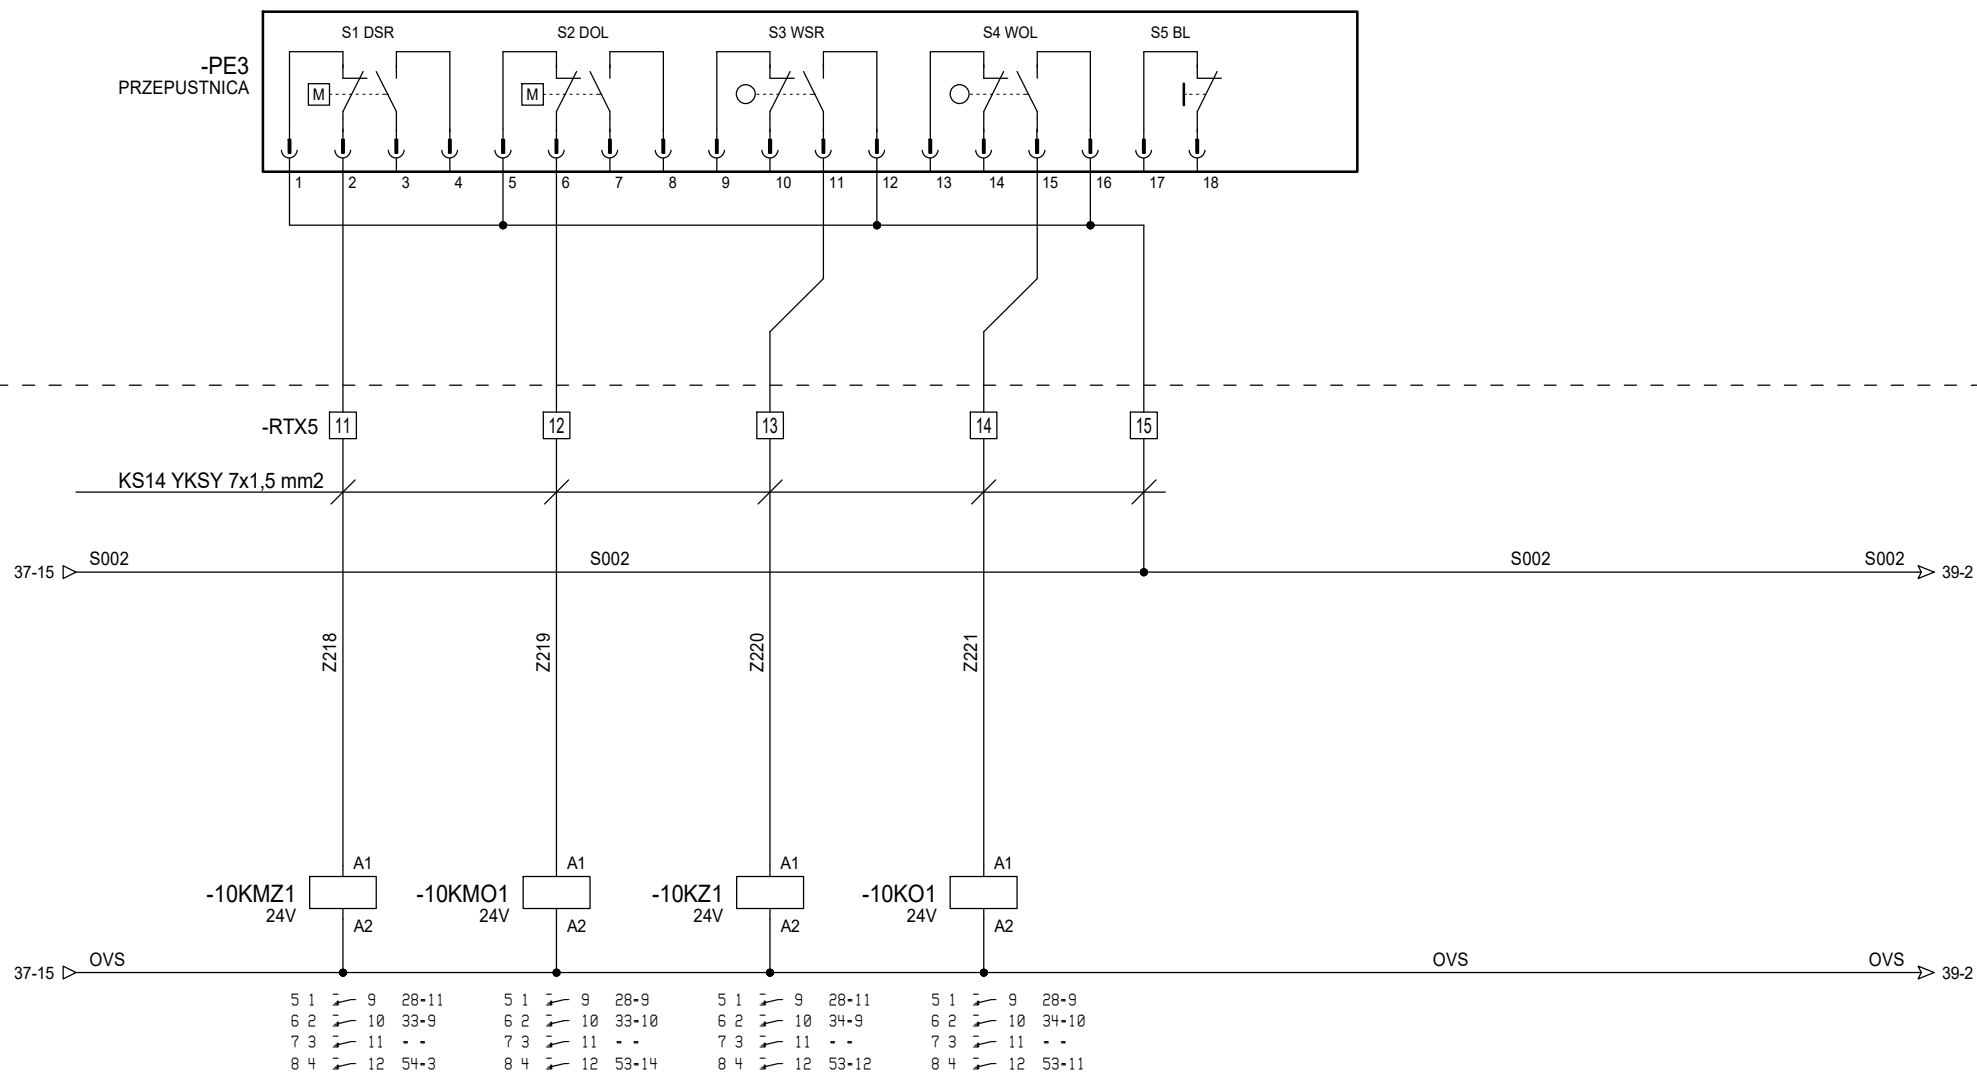 S1 DSR S2 DOL S3 WSR S4 WOL S5 BL
-PE3
PRZEPUSTNICA
M M
1 2 3 4 5 6 7 8 9 10 11 12 13 14 15 16 17 18
-RTX5 11 12 13 14 15
KS14 YKSY 7x1,5 mm2
S002 S002 S002 S002
37-15 39-2
Z218 Z219 Z220 Z221
A1 A1 A1 A1
-10KMZ1 -10KMO1 -10KZ1 -10KO1
24V 24V 24V 24V
A2 A2 A2 A2
OVS OVS OVS
37-15 39-2
5 1 9 28-11 5 1 9 28-9 5 1 9 28-11 5 1 9 28-9
6 2 10 33-9 6 2 10 33-10 6 2 10 34-9 6 2 10 34-10
7 3 11 - - 7 3 11 - - 7 3 11 - - 7 3 11 - -
8 4 12 54-3 8 4 12 53-14 8 4 12 53-12 8 4 12 53-11